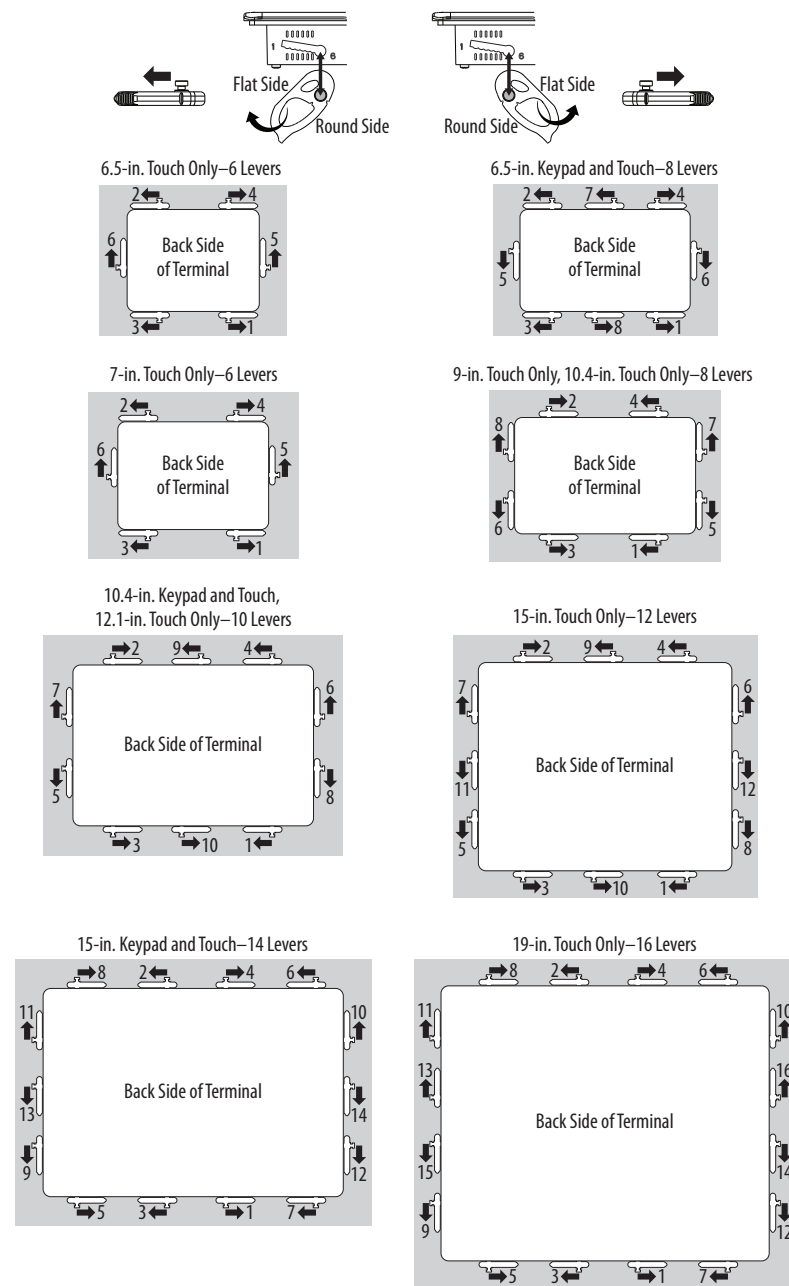 1 6
1 6
Flat Side
Round Side
Flat Side
Round Side
6.5-in. Touch Only–6 Levers
2 4
6 5
Back Side
of Terminal
3 1
6.5-in. Keypad and Touch–8 Levers
2 7 4
Back Side
of Terminal
5 6
3 8 1
7-in. Touch Only–6 Levers
2 4
6 5
Back Side
of Terminal
3 1
9-in. Touch Only, 10.4-in. Touch Only–8 Levers
2 4
8 7
Back Side
of Terminal
6 5
3 1
10.4-in. Keypad and Touch,
12.1-in. Touch Only–10 Levers
2 9 4
7 6
Back Side of Terminal
5 8
3 10 1
15-in. Touch Only–12 Levers
2 9 4
7 6
Back Side of Terminal
11 12
5 8
3 10 1
15-in. Keypad and Touch–14 Levers
8 2 4 6
11 10
Back Side of Terminal
13 14
9 12
5 3 1 7
19-in. Touch Only–16 Levers
8 2 4 6
11 10
13 16
Back Side of Terminal
15 14
9 12
5 3 1 7